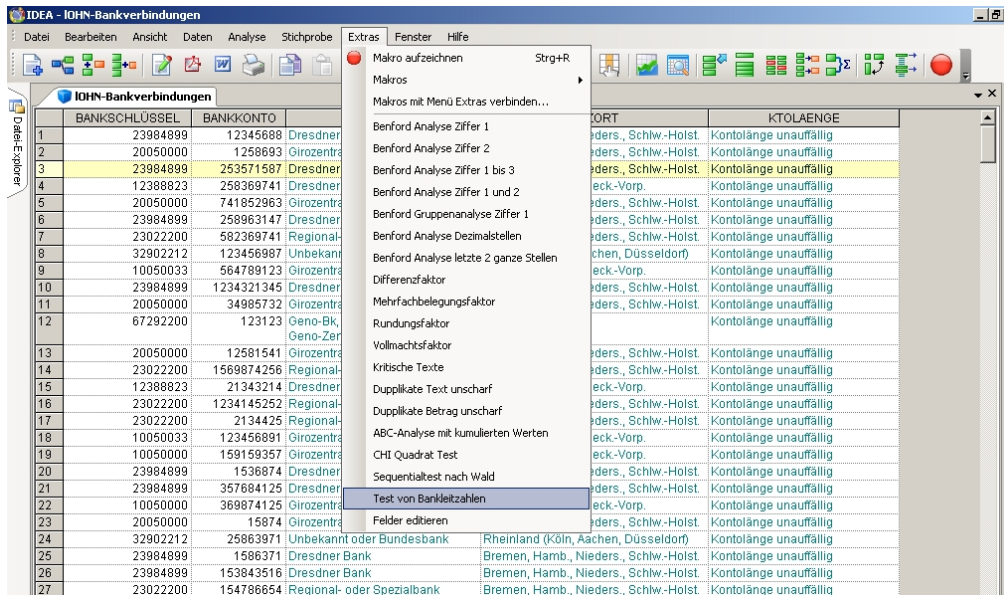 IDEA - lOHN-Bankverbindungen
Datei Bearbeiten Ansicht Daten Analyse Stichprobe Extras Fenster Hilfe
Makro aufzeichnen Strg+R
Makros
Makros mit Menü Extras verbinden...
Benford Analyse Ziffer 1
Benford Analyse Ziffer 2
Benford Analyse Ziffer 1 bis 3
Benford Analyse Ziffer 1 und 2
Benford Gruppenanalyse Ziffer 1
Benford Analyse Dezimalstellen
Benford Analyse letzte 2 ganze Stellen
Differenzfaktor
Mehrfachbelegungsfaktor
Rundungsfaktor
Vollmachtsfaktor
Kritische Texte
Dupplikate Text unscharf
Dupplikate Betrag unscharf
ABC-Analyse mit kumulierten Werten
CHI Quadrat Test
Sequentialtest nach Wald
Test von Bankleitzahlen
Felder editieren
Datei-Explorer
lOHN-Bankverbindungen
BANKSCHLÜSSEL BANKKONTO ZORT KTOLAENGE
1 23984899 12345688 Dresdner eders., Schlw.-Holst. Kontolänge unauffällig
2 20050000 1258693 Girozentra eders., Schlw.-Holst. Kontolänge unauffällig
3 23984899 253571587 Dresdner eders., Schlw.-Holst. Kontolänge unauffällig
4 12388823 258369741 Dresdner eck.-Vorp. Kontolänge unauffällig
5 20050000 741852963 Girozentra eders., Schlw.-Holst. Kontolänge unauffällig
6 23984899 258963147 Dresdner eders., Schlw.-Holst. Kontolänge unauffällig
7 23022200 582369741 Regional- eders., Schlw.-Holst. Kontolänge unauffällig
8 32902212 123456987 Unbekann chen, Düsseldorf) Kontolänge unauffällig
9 10050033 564789123 Girozentra eck.-Vorp. Kontolänge unauffällig
10 23984899 1234321345 Dresdner eders., Schlw.-Holst. Kontolänge unauffällig
11 20050000 34985732 Girozentra eders., Schlw.-Holst. Kontolänge unauffällig
12 67292200 123123 Geno-Bk, Kontolänge unauffällig
Geno-Zer
13 20050000 12581541 Girozentra eders., Schlw.-Holst. Kontolänge unauffällig
14 23022200 1569874256 Regional- eders., Schlw.-Holst. Kontolänge unauffällig
15 12388823 21343214 Dresdner eck.-Vorp. Kontolänge unauffällig
16 23022200 1234145252 Regional- eders., Schlw.-Holst. Kontolänge unauffällig
17 23022200 2134425 Regional- eders., Schlw.-Holst. Kontolänge unauffällig
18 10050033 123456891 Girozentra eck.-Vorp. Kontolänge unauffällig
19 10050000 159159357 Girozentra eck.-Vorp. Kontolänge unauffällig
20 23984899 1536874 Dresdner eders., Schlw.-Holst. Kontolänge unauffällig
21 23984899 357684125 Dresdner eders., Schlw.-Holst. Kontolänge unauffällig
22 10050000 369874125 Girozentra eck.-Vorp. Kontolänge unauffällig
23 20050000 15874 Girozentra eders., Schlw.-Holst. Kontolänge unauffällig
24 32902212 25863971 Unbekannt oder Bundesbank Rheinland (Köln, Aachen, Düsseldorf) Kontolänge unauffällig
25 23984899 1586371 Dresdner Bank Bremen, Hamb., Nieders., Schlw.-Holst. Kontolänge unauffällig
26 23984899 153843516 Dresdner Bank Bremen, Hamb., Nieders., Schlw.-Holst. Kontolänge unauffällig
27 23022200 154786654 Regional- oder Spezialbank Bremen, Hamb., Nieders., Schlw.-Holst. Kontolänge unauffällig